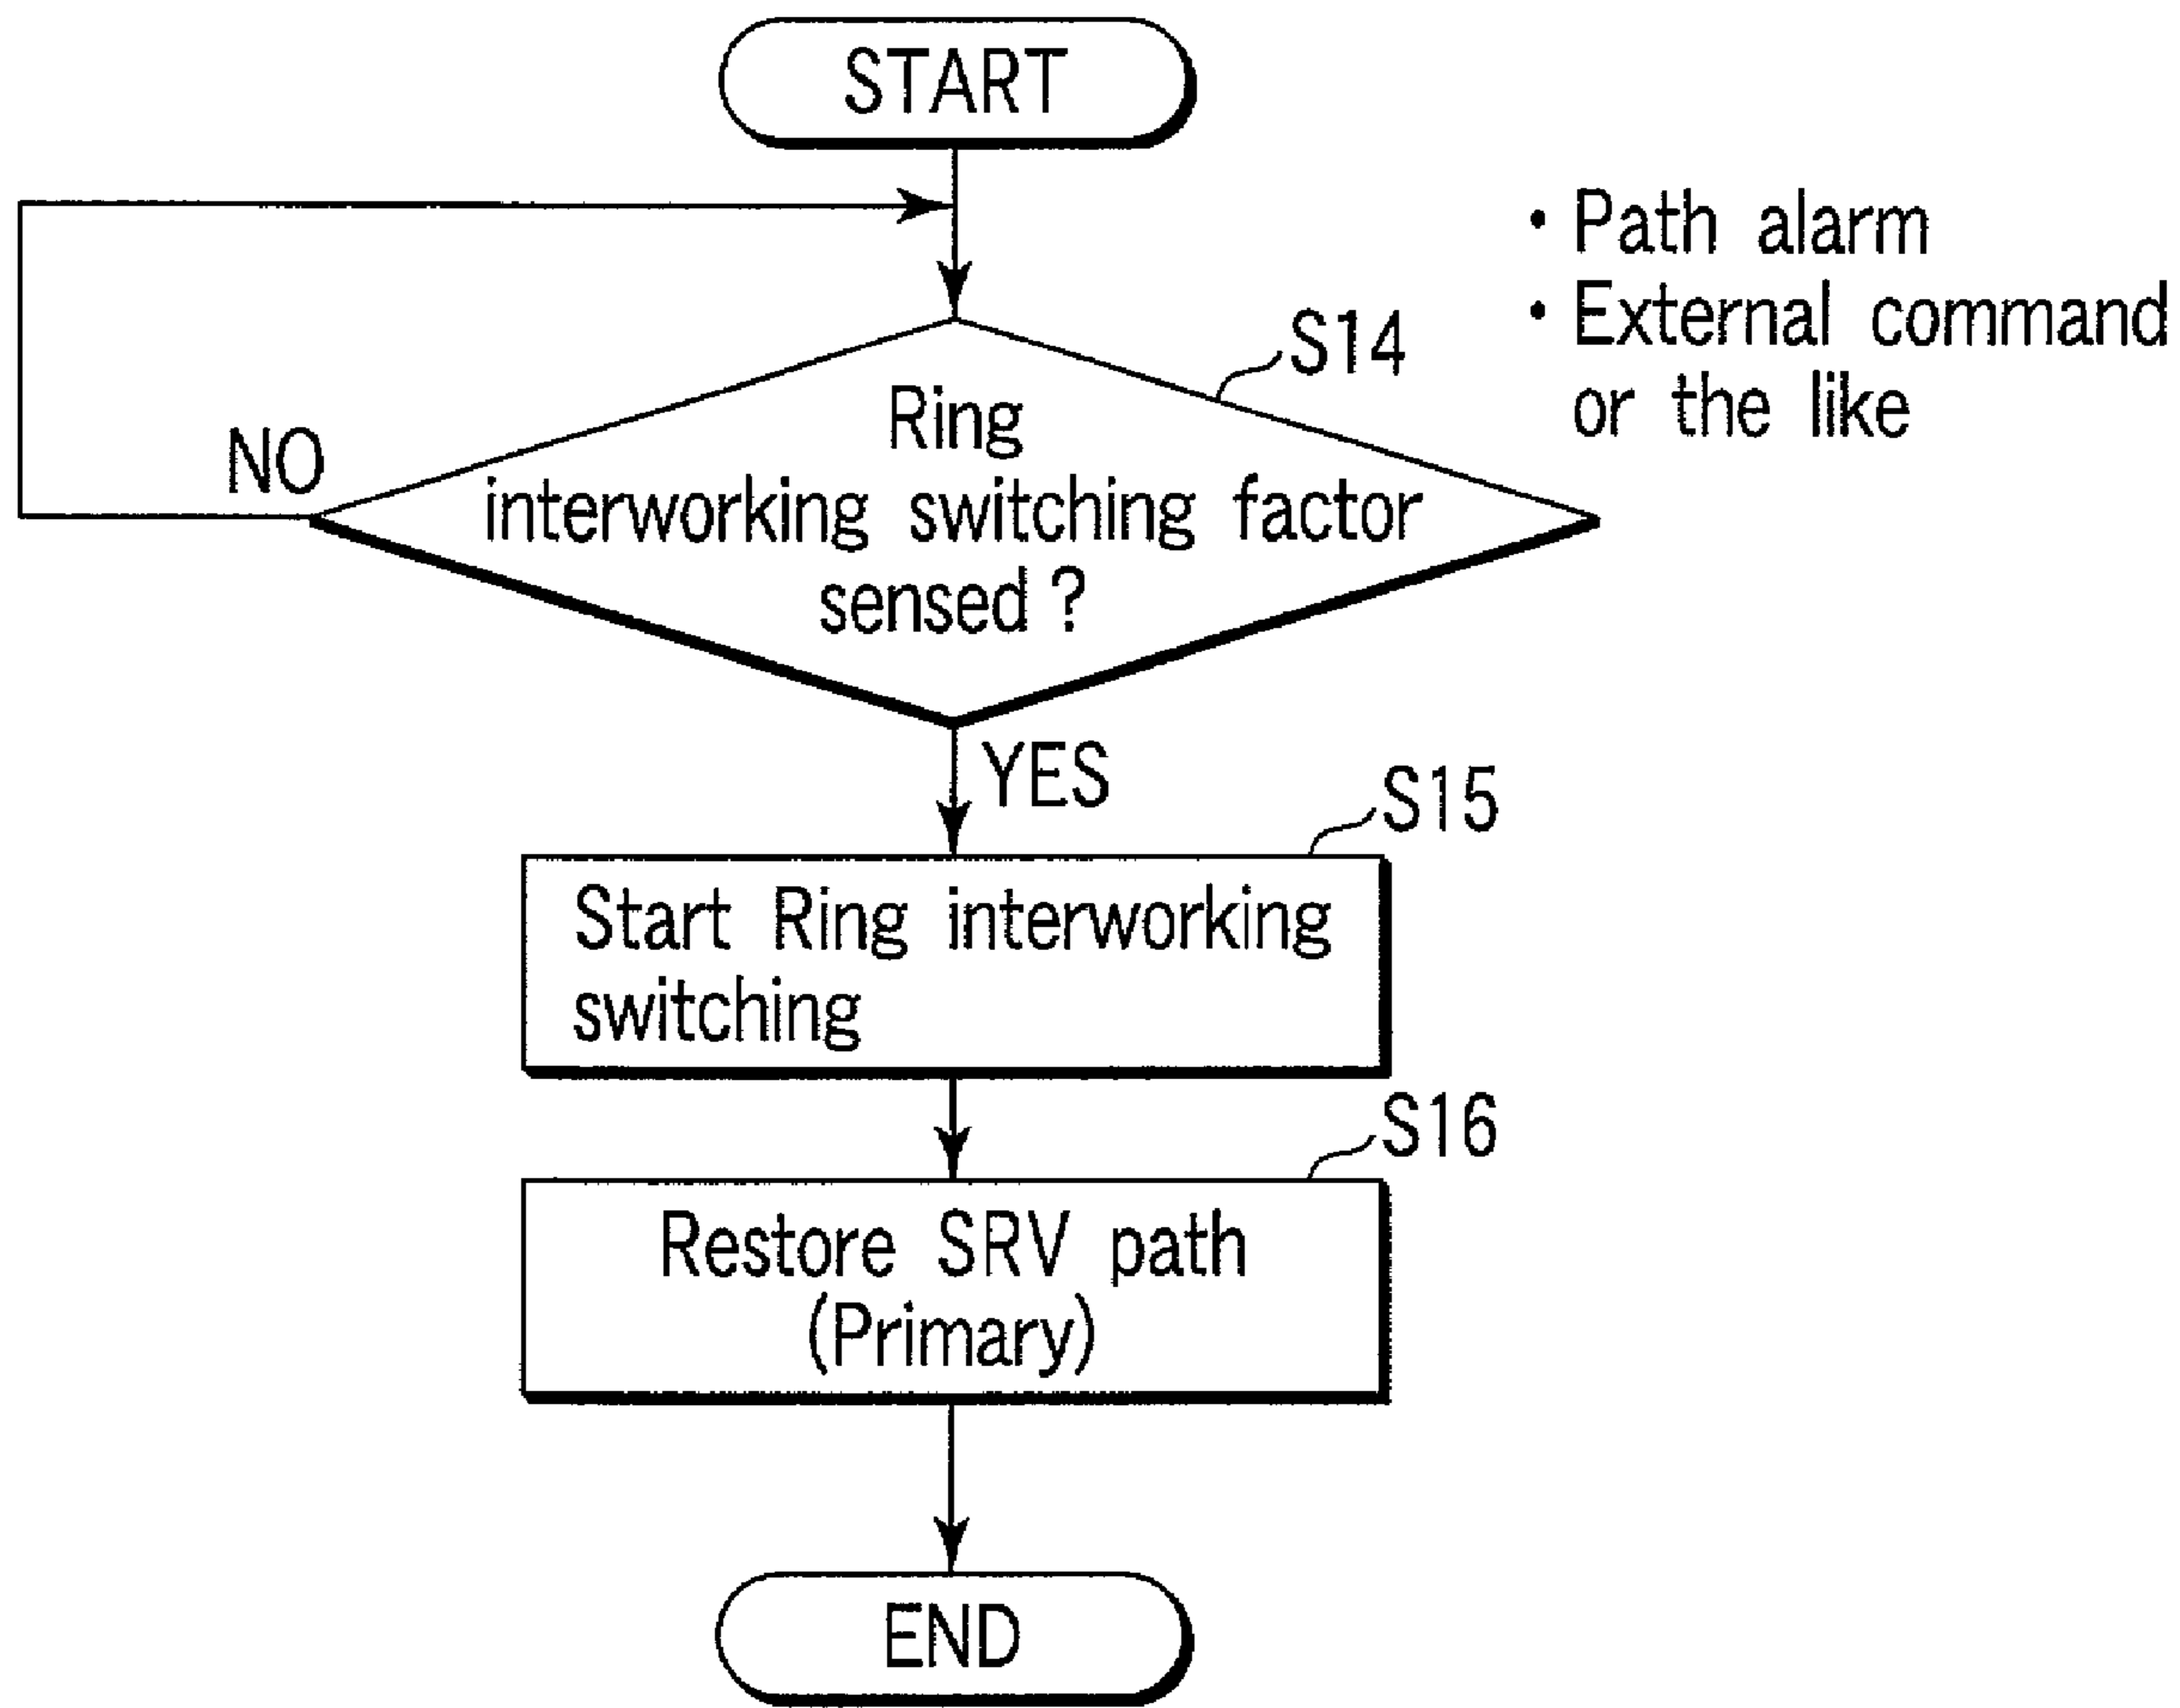 START
• Path alarm
• External command
or the like
S14
Ring
interworking switching factor
sensed ?
NO
YES
S15
Start Ring interworking
switching
S16
Restore SRV path
(Primary)
END